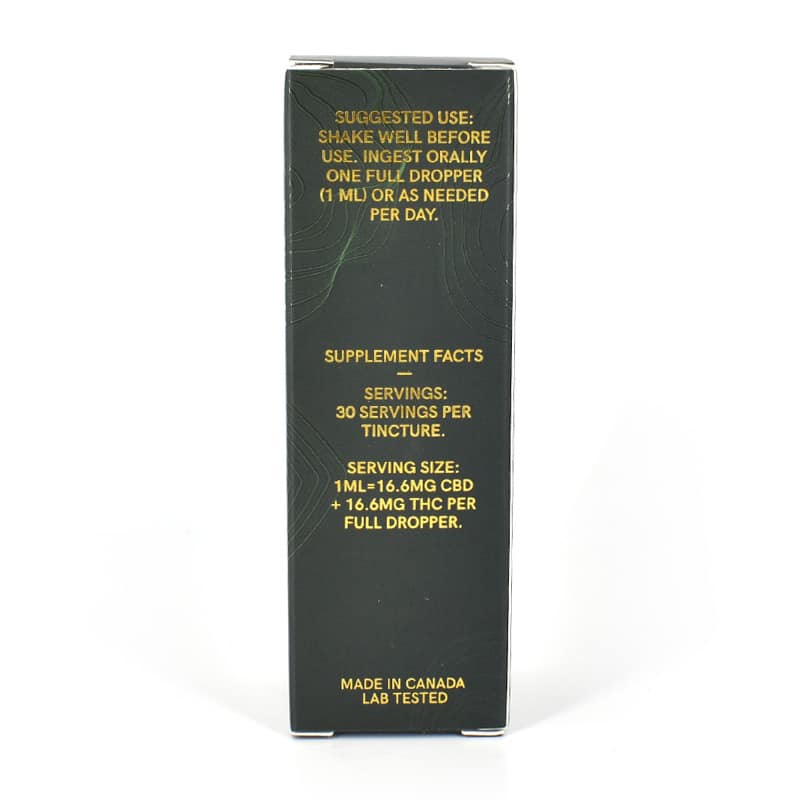 SUGGESTED USE:
SHAKE WELL BEFORE
USE. INGEST ORALLY
ONE FULL DROPPER
(1 ML) OR AS NEEDED
PER DAY.
SUPPLEMENT FACTS
—
SERVINGS:
30 SERVINGS PER
TINCTURE.
SERVING SIZE:
1ML=16.6MG CBD
+ 16.6MG THC PER
FULL DROPPER.
MADE IN CANADA
LAB TESTED